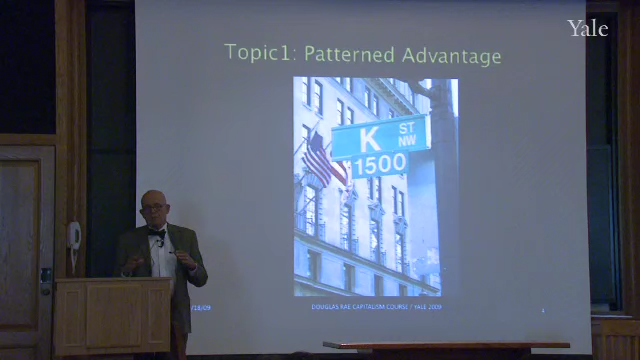 Yale
Topic1: Patterned Advantage
K ST NW
1500
DOUGLAS RAE CAPITALISM COURSE / YALE 2009